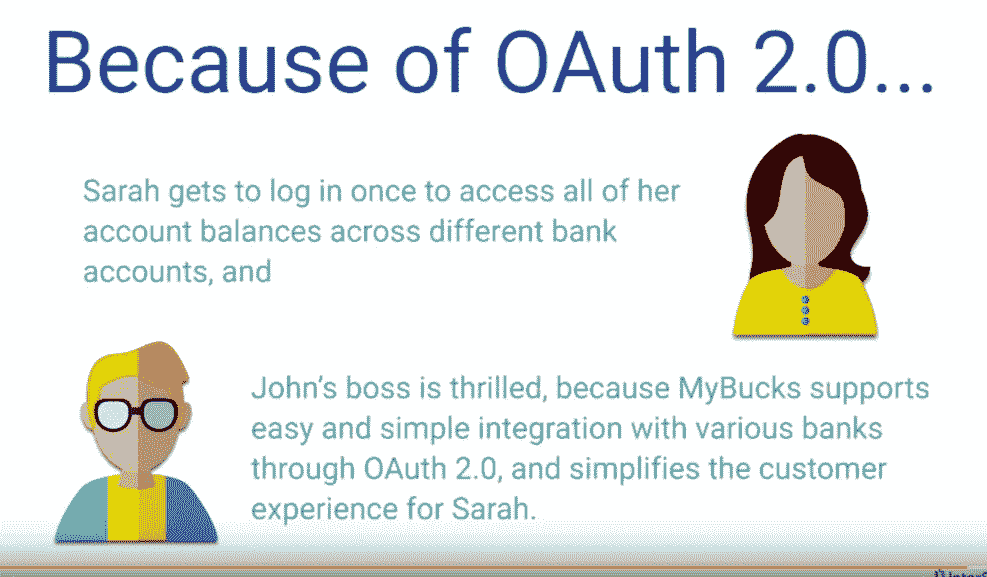 Because of OAuth 2.0...
Sarah gets to log in once to access all of her
account balances across different bank
accounts, and
John's boss is thrilled, because MyBucks supports
easy and simple integration with various banks
through OAuth 2.0, and simplifies the customer
experience for Sarah.